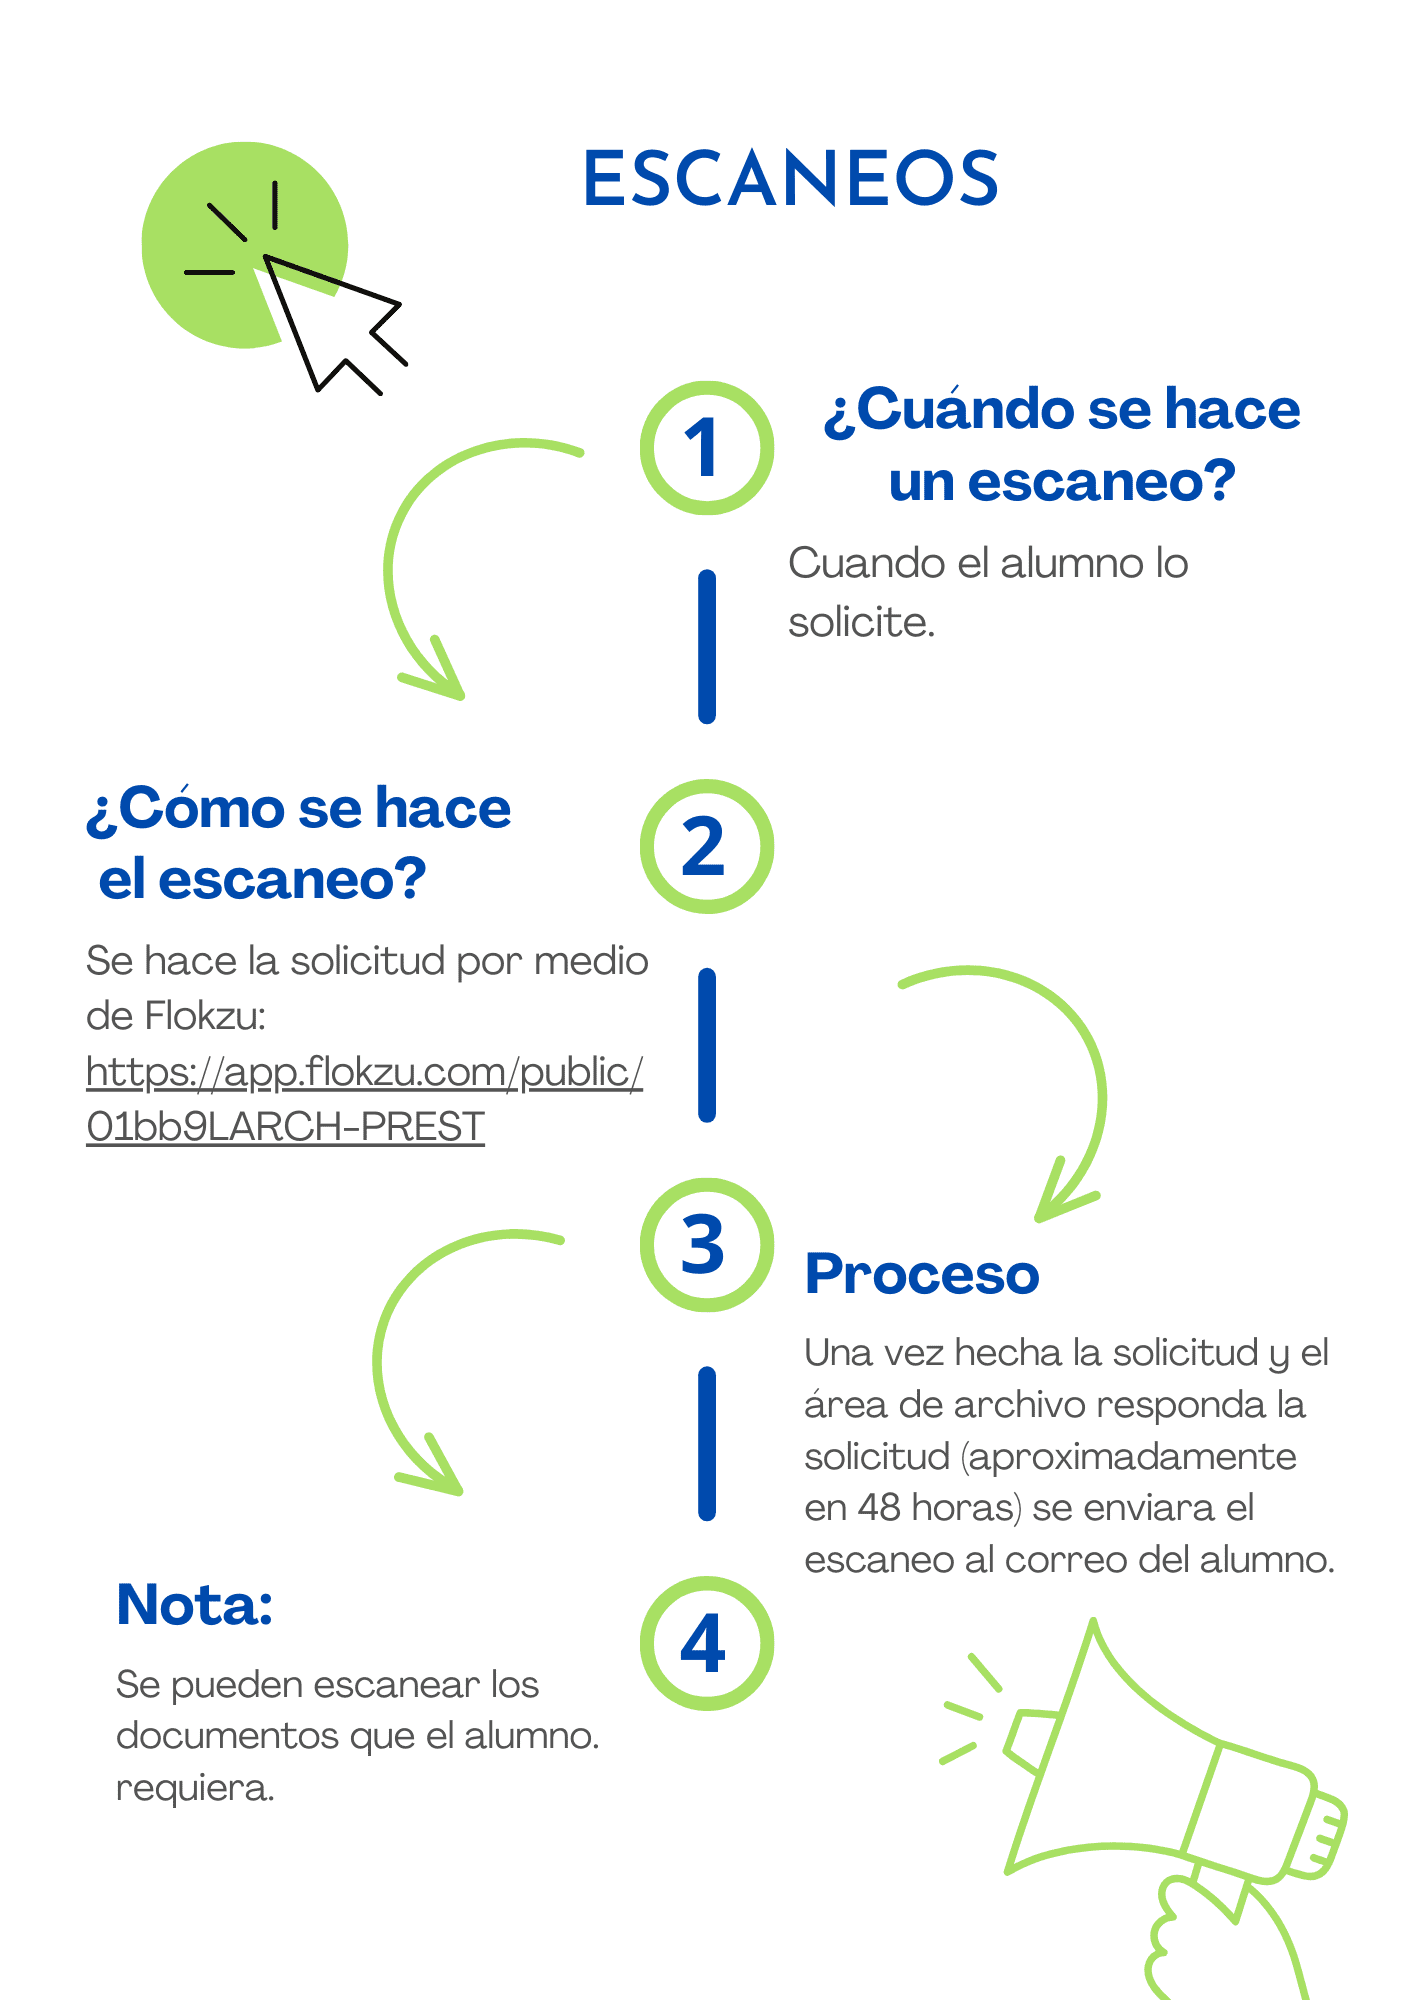 ESCANEOS
1
¿Cuándo se hace
un escaneo?
Cuando el alumno lo
solicite.
2
¿Cómo se hace
el escaneo?
Se hace la solicitud por medio
de Flokzu:
https://app.flokzu.com/public/
01bb9LARCH-PREST
3
Proceso
Una vez hecha la solicitud y el
área de archivo responda la
solicitud (aproximadamente
en 48 horas) se enviara el
escaneo al correo del alumno.
4
Nota:
Se pueden escanear los
documentos que el alumno.
requiera.